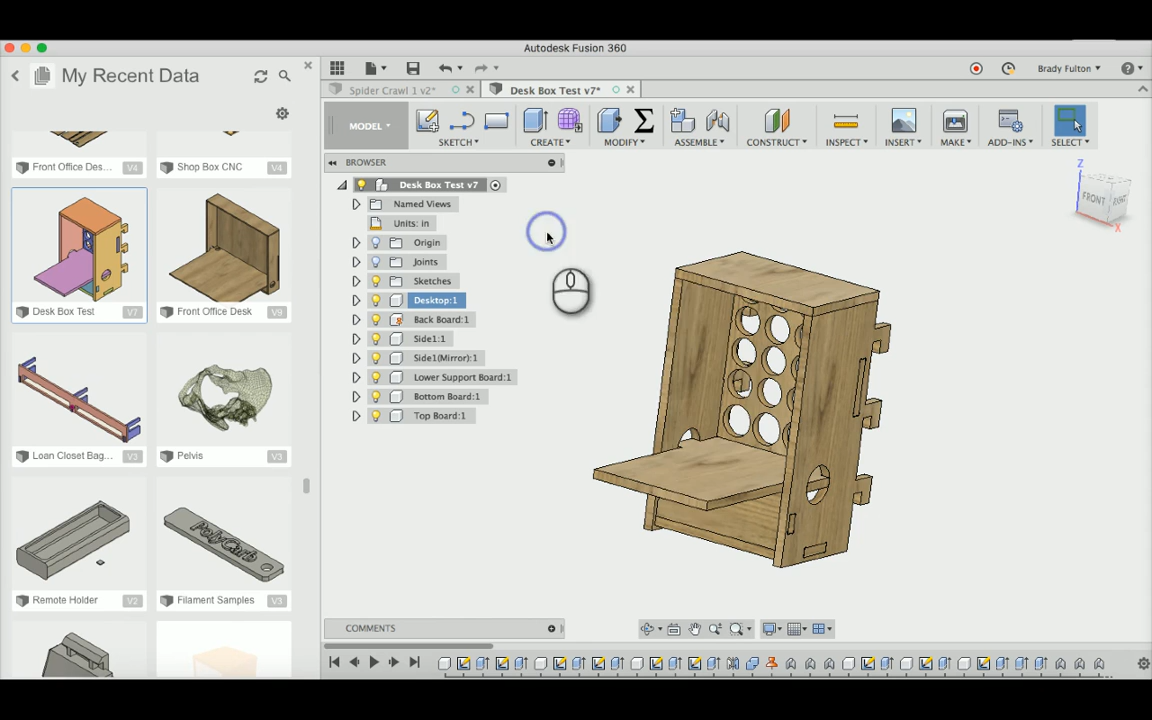 Autodesk Fusion 360
My Recent Data
Brady Fulton
Spider Crawl 1 v2*
Desk Box Test v7*
MODEL
SKETCH
CREATE
MODIFY
ASSEMBLE
CONSTRUCT
INSPECT
INSERT
MAKE
ADD-INS
SELECT
Front Office Des... V4
Shop Box CNC V4
BROWSER
Desk Box Test v7
Named Views
Units: in
Origin
Joints
Sketches
Desktop:1
Back Board:1
Side1:1
Side1(Mirror):1
Lower Support Board:1
Bottom Board:1
Top Board:1
Z
FRONT
RIGHT
X
Desk Box Test V7
Front Office Desk V9
Loan Closet Bag... V3
Pelvis V3
PolyCarb
Remote Holder V2
Filament Samples V3
COMMENTS